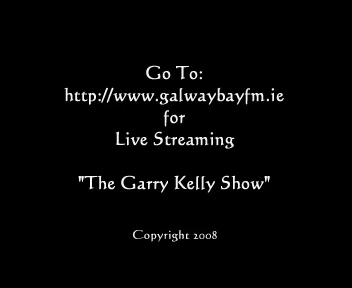 Go To:
http://www.galwaybayfm.ie
for
Live Streaming
"The Garry Kelly Show"
Copyright 2008